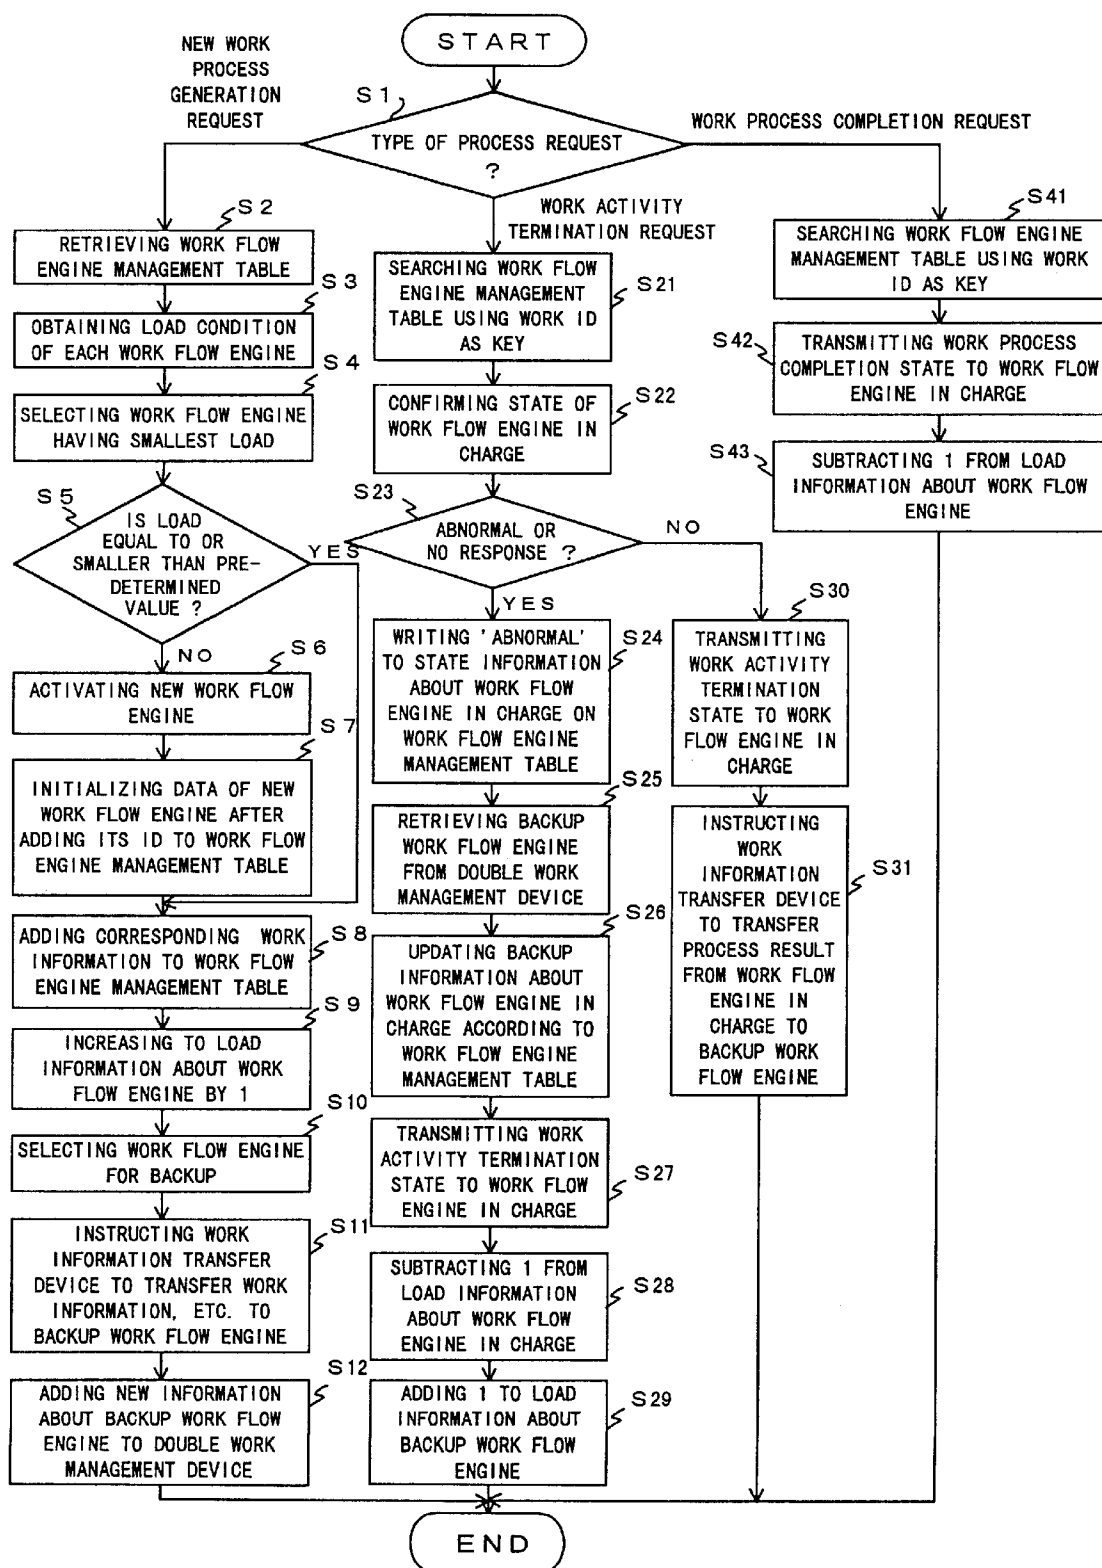 START
NEW WORK
PROCESS
GENERATION
REQUEST
S1
TYPE OF PROCESS REQUEST
?
WORK PROCESS COMPLETION REQUEST
WORK ACTIVITY
TERMINATION REQUEST
S2
RETRIEVING WORK FLOW
ENGINE MANAGEMENT TABLE
S3
OBTAINING LOAD CONDITION
OF EACH WORK FLOW ENGINE
S4
SELECTING WORK FLOW ENGINE
HAVING SMALLEST LOAD
S5
IS LOAD
EQUAL TO OR
SMALLER THAN PRE-
DETERMINED
VALUE ?
YES
NO
S6
ACTIVATING NEW WORK FLOW
ENGINE
S7
INITIALIZING DATA OF NEW
WORK FLOW ENGINE AFTER
ADDING ITS ID TO WORK FLOW
ENGINE MANAGEMENT TABLE
S8
ADDING CORRESPONDING WORK
INFORMATION TO WORK FLOW
ENGINE MANAGEMENT TABLE
S9
INCREASING TO LOAD
INFORMATION ABOUT WORK
FLOW ENGINE BY 1
S10
SELECTING WORK FLOW ENGINE
FOR BACKUP
S11
INSTRUCTING WORK
INFORMATION TRANSFER
DEVICE TO TRANSFER WORK
INFORMATION, ETC. TO
BACKUP WORK FLOW ENGINE
S12
ADDING NEW INFORMATION
ABOUT BACKUP WORK FLOW
ENGINE TO DOUBLE WORK
MANAGEMENT DEVICE
S21
SEARCHING WORK FLOW
ENGINE MANAGEMENT
TABLE USING WORK ID
AS KEY
S22
CONFIRMING STATE OF
WORK FLOW ENGINE IN
CHARGE
S23
ABNORMAL OR
NO RESPONSE ?
NO
YES
S24
WRITING 'ABNORMAL'
TO STATE INFORMATION
ABOUT WORK FLOW
ENGINE IN CHARGE ON
WORK FLOW ENGINE
MANAGEMENT TABLE
S25
RETRIEVING BACKUP
WORK FLOW ENGINE
FROM DOUBLE WORK
MANAGEMENT DEVICE
S26
UPDATING BACKUP
INFORMATION ABOUT
WORK FLOW ENGINE IN
CHARGE ACCORDING TO
WORK FLOW ENGINE
MANAGEMENT TABLE
S27
TRANSMITTING WORK
ACTIVITY TERMINATION
STATE TO WORK FLOW
ENGINE IN CHARGE
S28
SUBTRACTING 1 FROM
LOAD INFORMATION
ABOUT WORK FLOW
ENGINE IN CHARGE
S29
ADDING 1 TO LOAD
INFORMATION ABOUT
BACKUP WORK FLOW
ENGINE
S30
TRANSMITTING
WORK ACTIVITY
TERMINATION
STATE TO WORK
FLOW ENGINE IN
CHARGE
S31
INSTRUCTING
WORK
INFORMATION
TRANSFER DEVICE
TO TRANSFER
PROCESS RESULT
FROM WORK FLOW
ENGINE IN
CHARGE TO
BACKUP WORK
FLOW ENGINE
S41
SEARCHING WORK FLOW ENGINE
MANAGEMENT TABLE USING WORK
ID AS KEY
S42
TRANSMITTING WORK PROCESS
COMPLETION STATE TO WORK FLOW
ENGINE IN CHARGE
S43
SUBTRACTING 1 FROM LOAD
INFORMATION ABOUT WORK FLOW
ENGINE
END